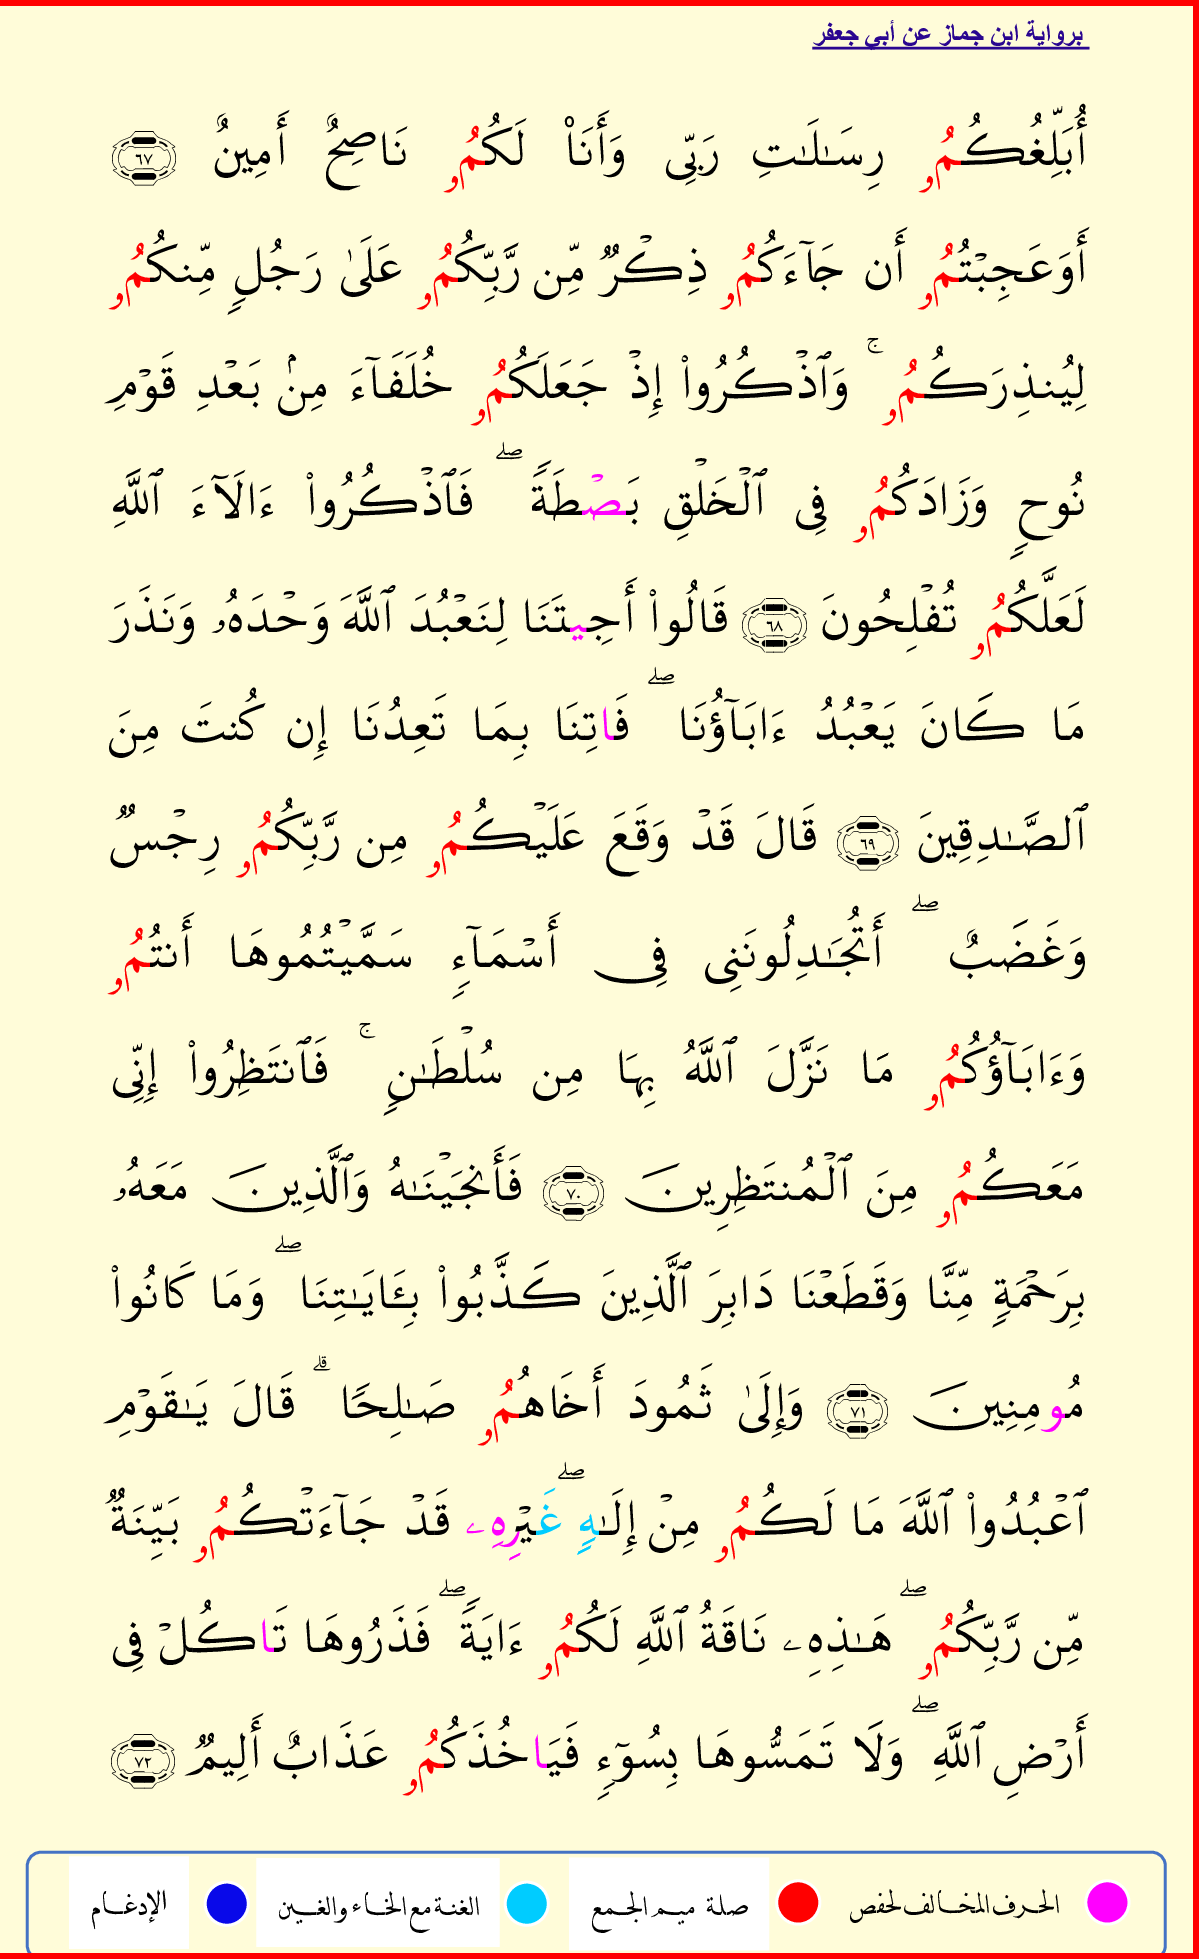 برواية ابن جماز عن أبي جعفر
أُبَلِّغُكُمُۥ رِسَـٰلَـٰتِ رَبِّى وَأَنَا۠ لَكُمُۥ نَاصِحٌ أَمِينٌ ٦٧
أَوَعَجِبْتُمُۥ أَن جَآءَكُمُۥ ذِكْرٌ مِّن رَّبِّكُمُۥ عَلَىٰ رَجُلٍ مِّنكُمُۥ
لِيُنذِرَكُمُۥ ۚ وَٱذْكُرُوا۟ إِذْ جَعَلَكُمُۥ خُلَفَآءَ مِنۢ بَعْدِ قَوْمِ
نُوحٍ وَزَادَكُمُۥ فِى ٱلْخَلْقِ بَصْطَةً ۖ فَٱذْكُرُوا۟ ءَالَآءَ ٱللَّهِ
لَعَلَّكُمُۥ تُفْلِحُونَ ٦٨ قَالُوا۟ أَجِيتَنَا لِنَعْبُدَ ٱللَّهَ وَحْدَهُۥ وَنَذَرَ
مَا كَانَ يَعْبُدُ ءَابَآؤُنَا ۖ فَاتِنَا بِمَا تَعِدُنَا إِن كُنتَ مِنَ
ٱلصَّـٰدِقِينَ ٦٩ قَالَ قَدْ وَقَعَ عَلَيْكُمُۥ مِن رَّبِّكُمُۥ رِجْسٌ
وَغَضَبٌ ۖ أَتُجَـٰدِلُونَنِى فِى أَسْمَآءٍ سَمَّيْتُمُوهَا أَنتُمُۥ
وَءَابَآؤُكُمُۥ مَا نَزَّلَ ٱللَّهُ بِهَا مِن سُلْطَـٰنٍ ۚ فَٱنتَظِرُوا۟ إِنِّى
مَعَكُمُۥ مِنَ ٱلْمُنتَظِرِينَ ٧٠ فَأَنجَيْنَـٰهُ وَٱلَّذِينَ مَعَهُۥ
بِرَحْمَةٍ مِّنَّا وَقَطَعْنَا دَابِرَ ٱلَّذِينَ كَذَّبُوا۟ بِـَٔايَـٰتِنَا ۖ وَمَا كَانُوا۟
مُومِنِينَ ٧١ وَإِلَىٰ ثَمُودَ أَخَاهُمُۥ صَـٰلِحًا ۗ قَالَ يَـٰقَوْمِ
ٱعْبُدُوا۟ ٱللَّهَ مَا لَكُمُۥ مِنْ إِلَـٰهٍ غَيْرِهِۦ ۖ قَدْ جَآءَتْكُمُۥ بَيِّنَةٌ
مِّن رَّبِّكُمُۥ ۖ هَـٰذِهِۦ نَاقَةُ ٱللَّهِ لَكُمُۥ ءَايَةً ۖ فَذَرُوهَا تَاكُلْ فِى
أَرْضِ ٱللَّهِ ۖ وَلَا تَمَسُّوهَا بِسُوٓءٍ فَيَاخُذَكُمُۥ عَذَابٌ أَلِيمٌ ٧٢
الحرف المخالف لحفص صلة ميم الجمع الغنة مع الخاء والغين الإدغام